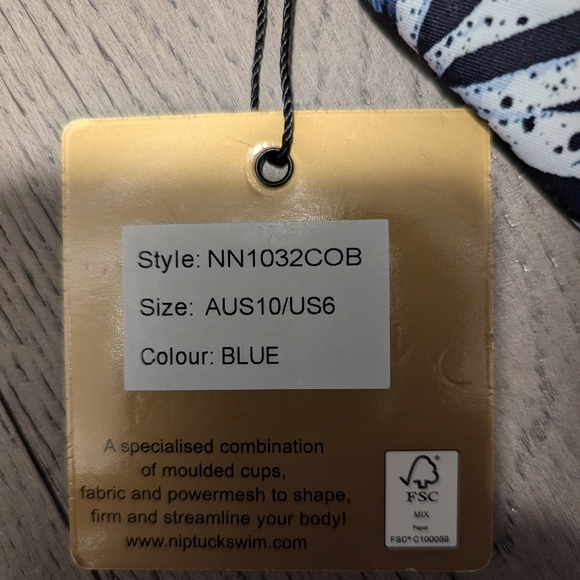 Style: NN1032COB
Size: AUS10/US6
Colour: BLUE
A specialised combination
of moulded cups,
fabric and powermesh to shape,
firm and streamline your body!
www.niptuckswim.com
FSC
MIX
Paper
FSC® C100059